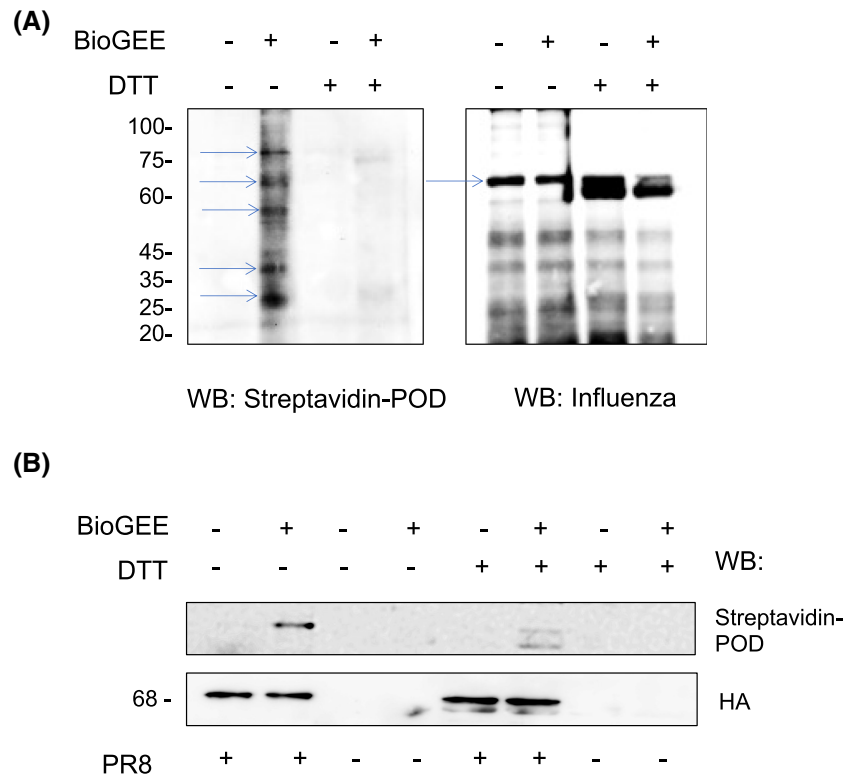 (A)
BioGEE - + - + - + - +
DTT - - + + - - + +
100-
75-
60-
45-
35-
25-
20-
WB: Streptavidin-POD WB: Influenza
(B)
BioGEE - + - + - + - +
DTT - - - - + + + + WB:
Streptavidin-
POD
68 - HA
PR8 + + - - + + - -